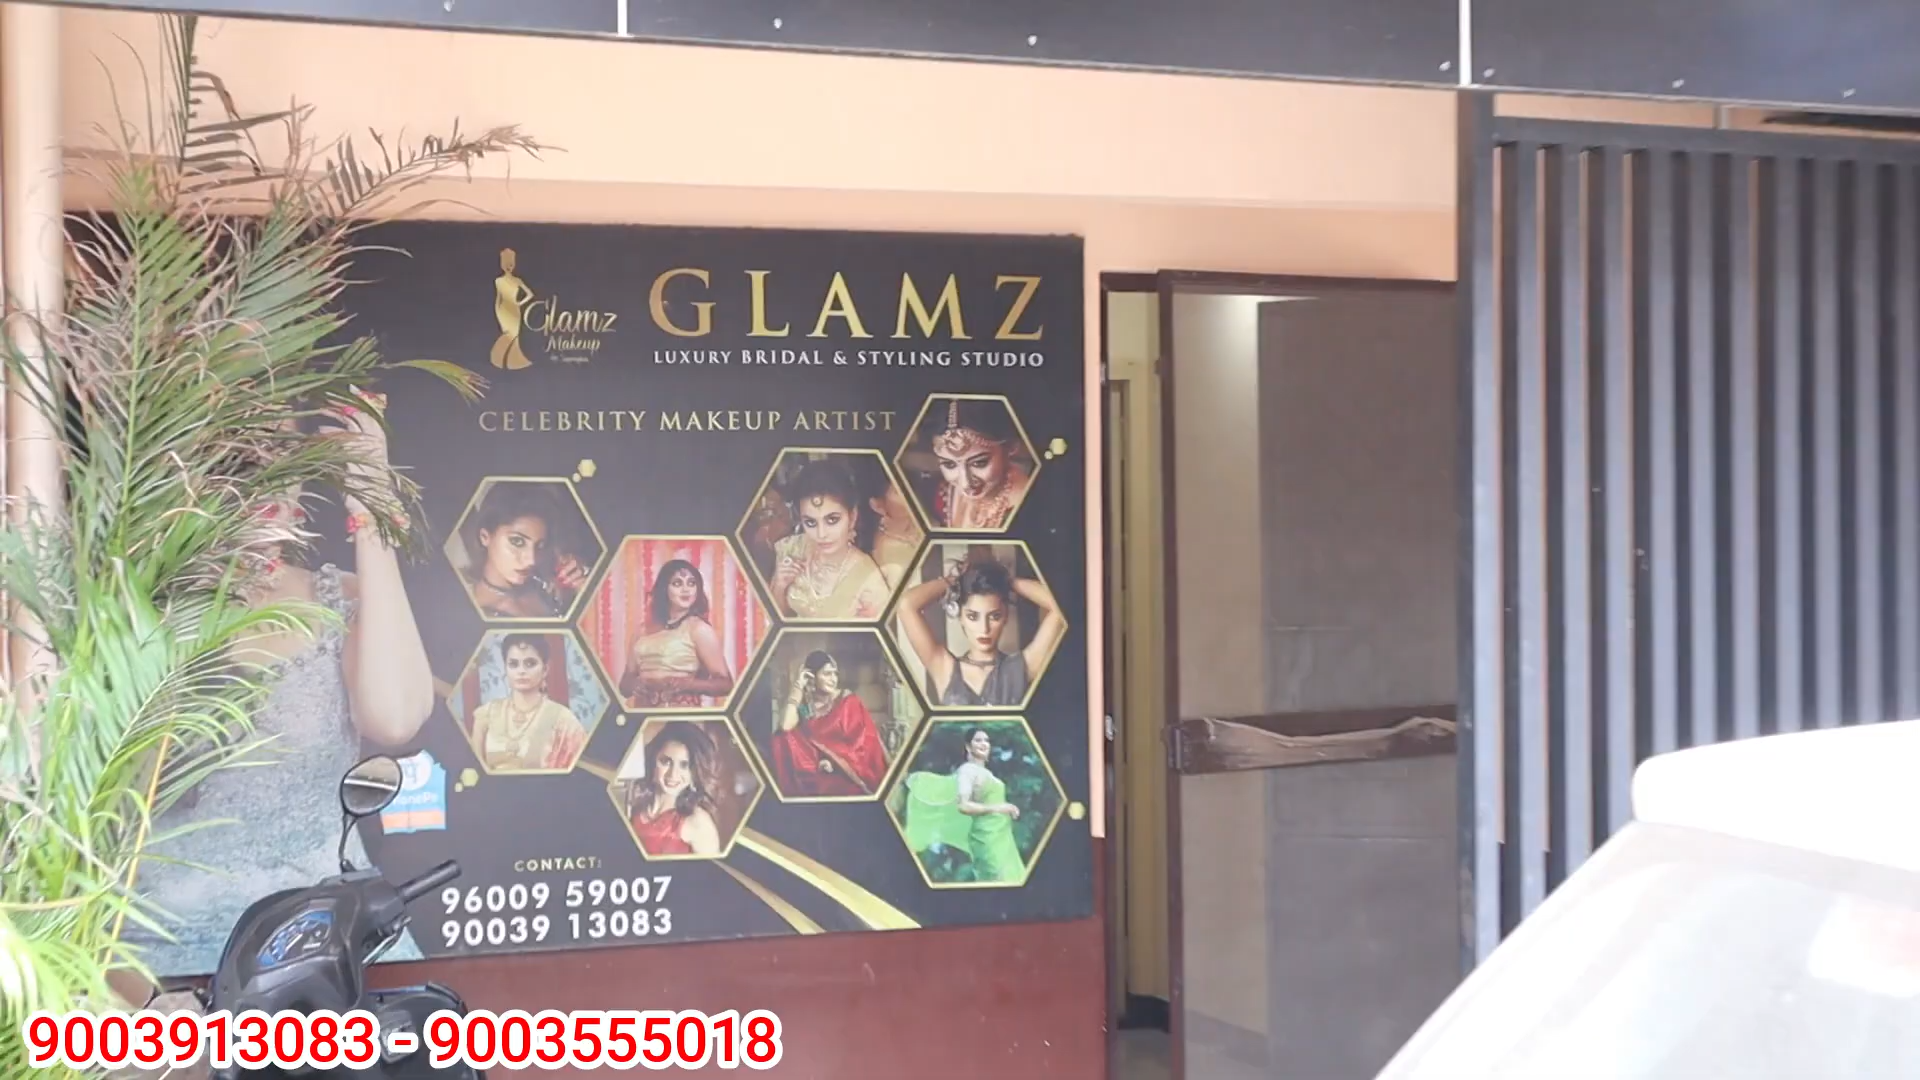 Glamz
Makeup
GLAMZ
LUXURY BRIDAL & STYLING STUDIO
CELEBRITY MAKEUP ARTIST
CONTACT:
96009 59007
90039 13083
9003913083 - 9003555018